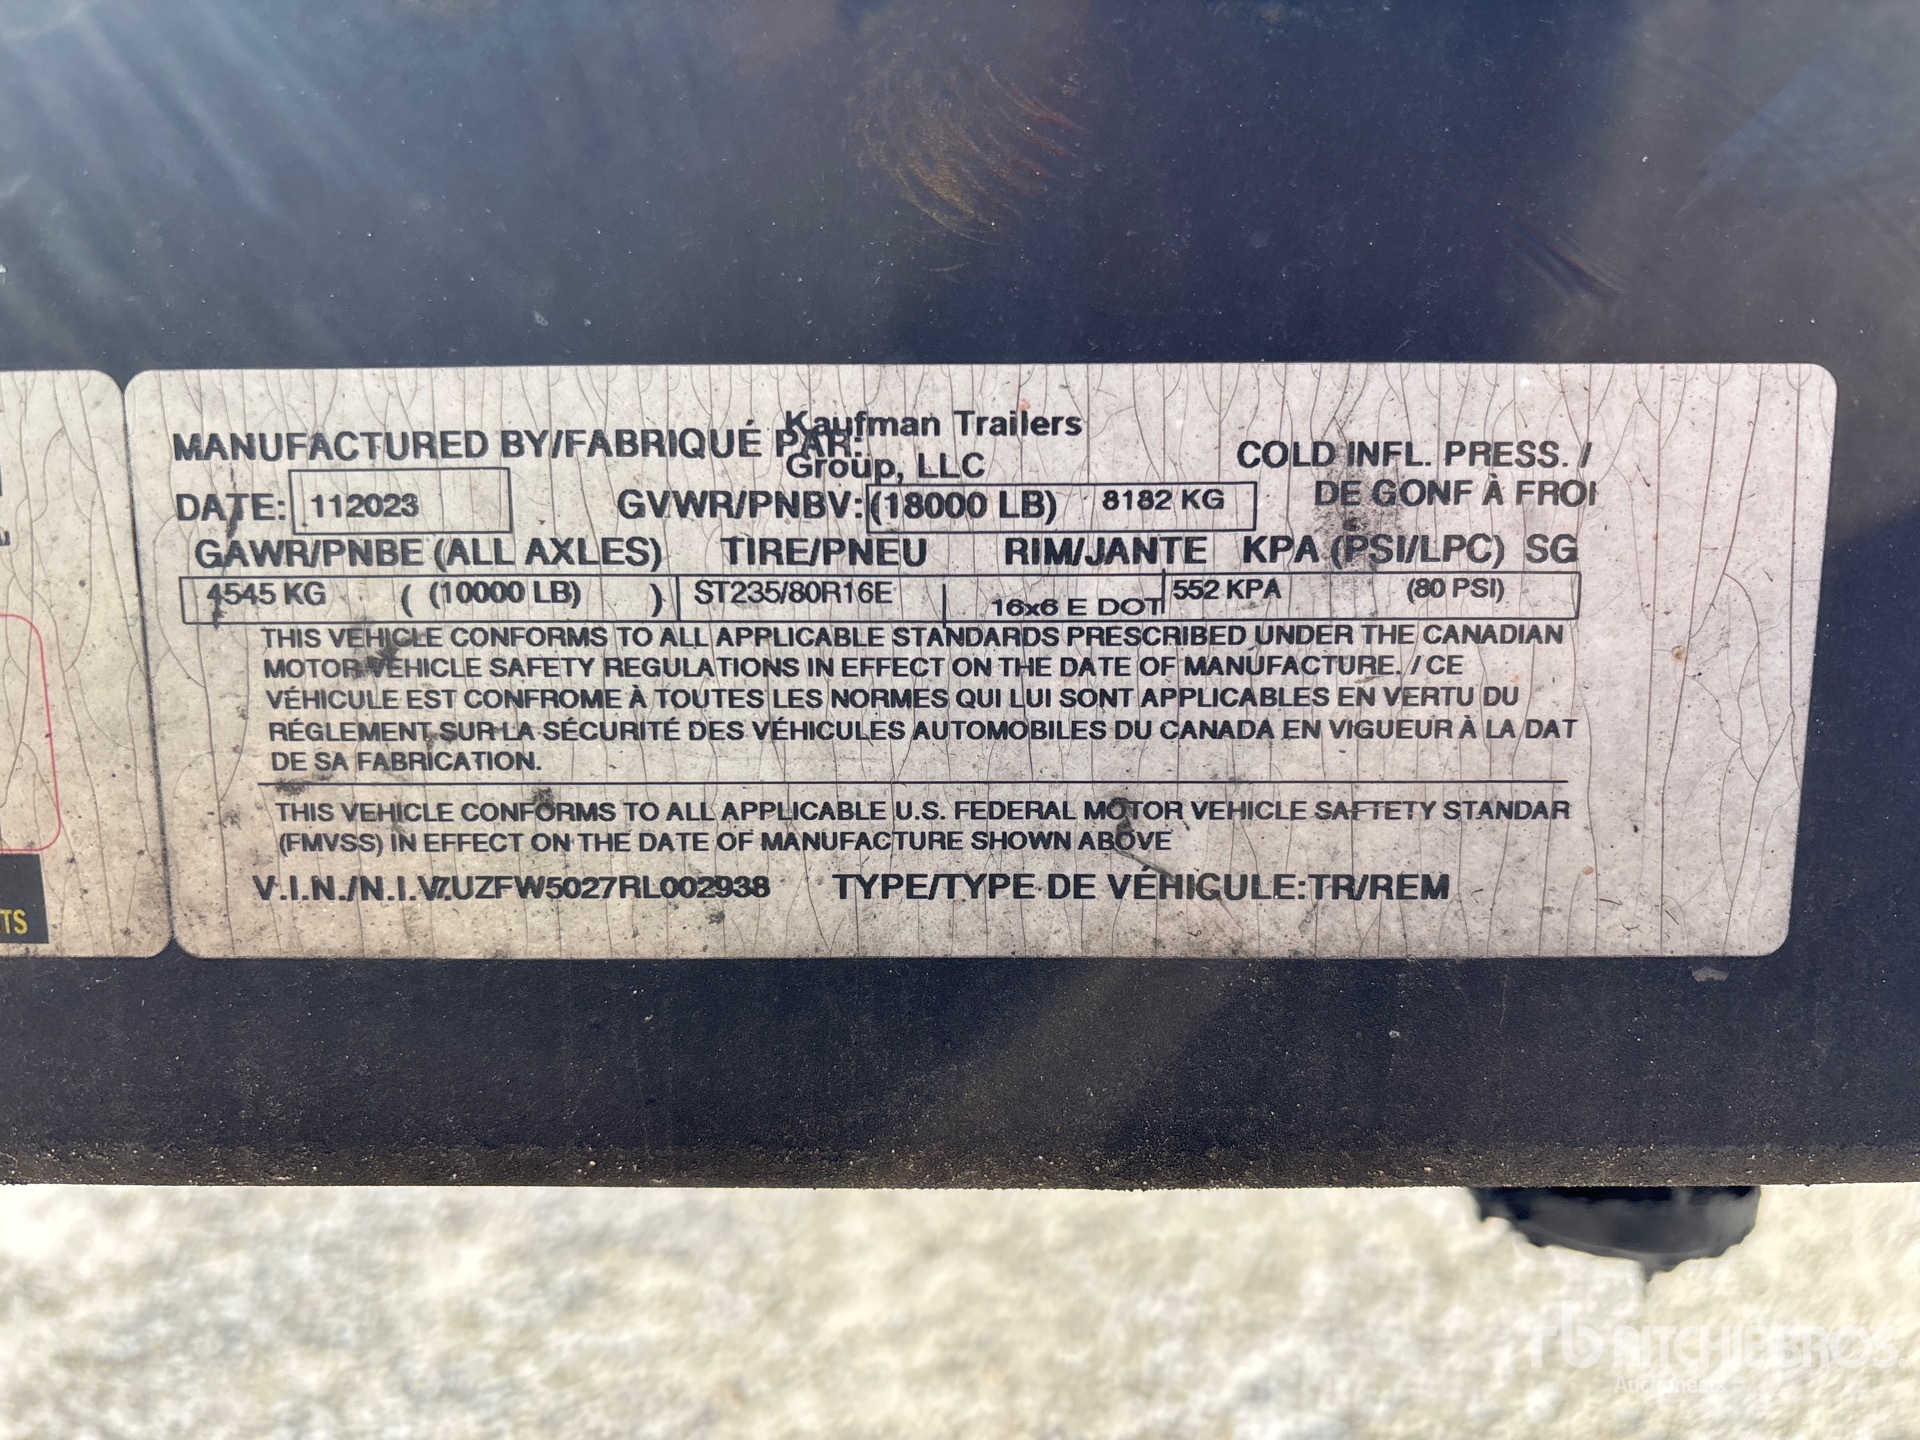 Kaufman Trailers
MANUFACTURED BY/FABRIQUÉ PAR:
Group, LLC
COLD INFL. PRESS. /
DE GONF À FROI
DATE: 112023 GVWR/PNBV: (18000 LB) 8182 KG
GAWR/PNBE (ALL AXLES) TIRE/PNEU RIM/JANTE KPA (PSI/LPC) SG
4545 KG ( (10000 LB) ) ST235/80R16E 16x6 E DOT 552 KPA (80 PSI)
THIS VEHICLE CONFORMS TO ALL APPLICABLE STANDARDS PRESCRIBED UNDER THE CANADIAN
MOTOR VEHICLE SAFETY REGULATIONS IN EFFECT ON THE DATE OF MANUFACTURE. / CE
VÉHICULE EST CONFROME À TOUTES LES NORMES QUI LUI SONT APPLICABLES EN VERTU DU
RÉGLEMENT SUR LA SÉCURITÉ DES VÉHICULES AUTOMOBILES DU CANADA EN VIGUEUR À LA DAT
DE SA FABRICATION.
THIS VEHICLE CONFORMS TO ALL APPLICABLE U.S. FEDERAL MOTOR VEHICLE SAFTETY STANDAR
(FMVSS) IN EFFECT ON THE DATE OF MANUFACTURE SHOWN ABOVE
V.I.N./N.I.V. 7UZFW5027RL002938 TYPE/TYPE DE VÉHIGULE:TR/REM
TS
rb RITCHIE BROS.
Auctioneers